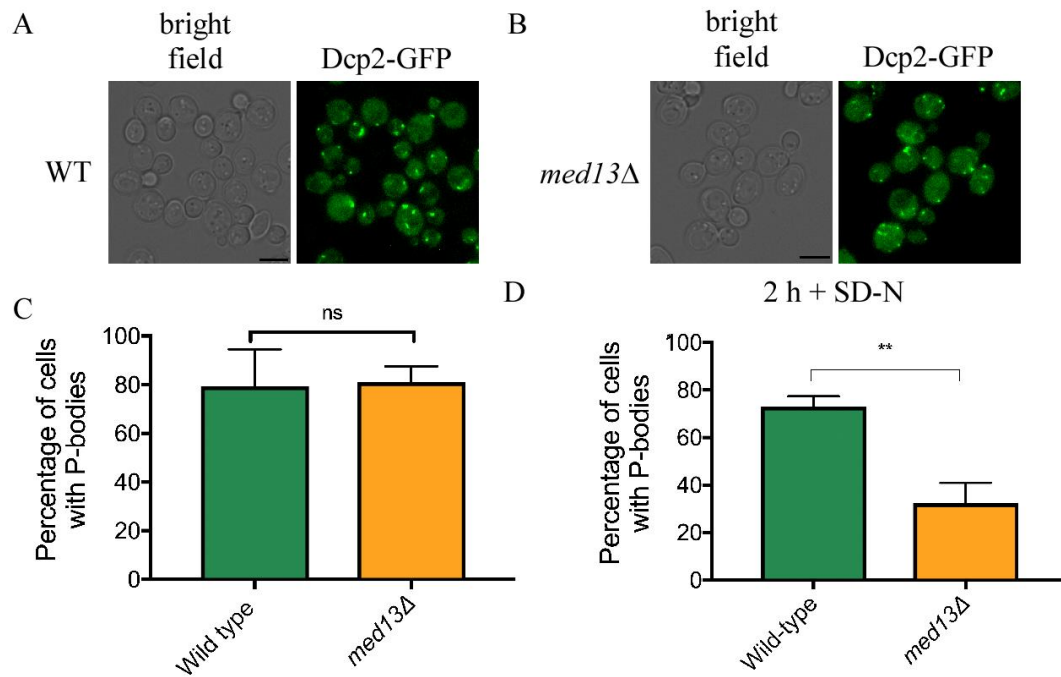 A
bright
field
Dcp2-GFP
WT
B
bright
field
Dcp2-GFP
med13Δ
C
ns
Percentage of cells
with P-bodies
100
80
60
40
20
0
Wild type
med13Δ
D
2 h + SD-N
**
Percentage of cells
with P-bodies
100
80
60
40
20
0
Wild-type
med13Δ